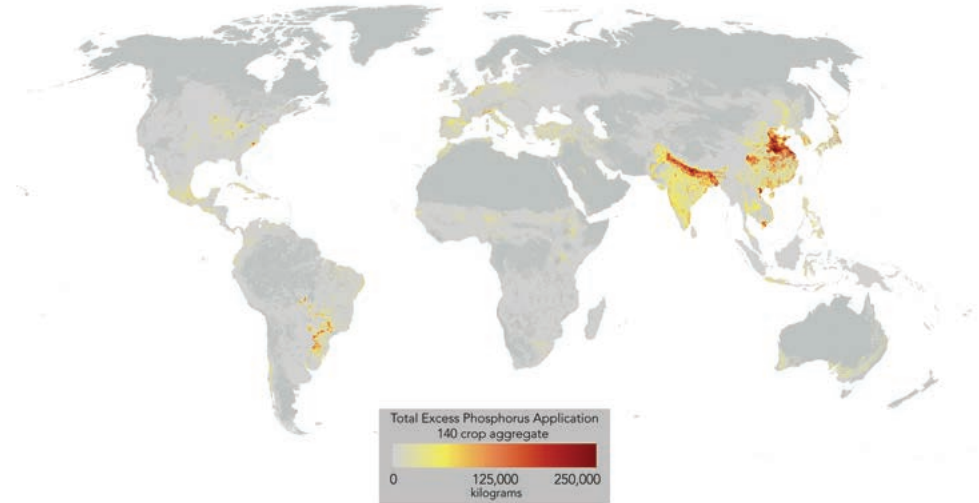 Total Excess Phosphorus Application
140 crop aggregate
0 125,000 250,000
kilograms